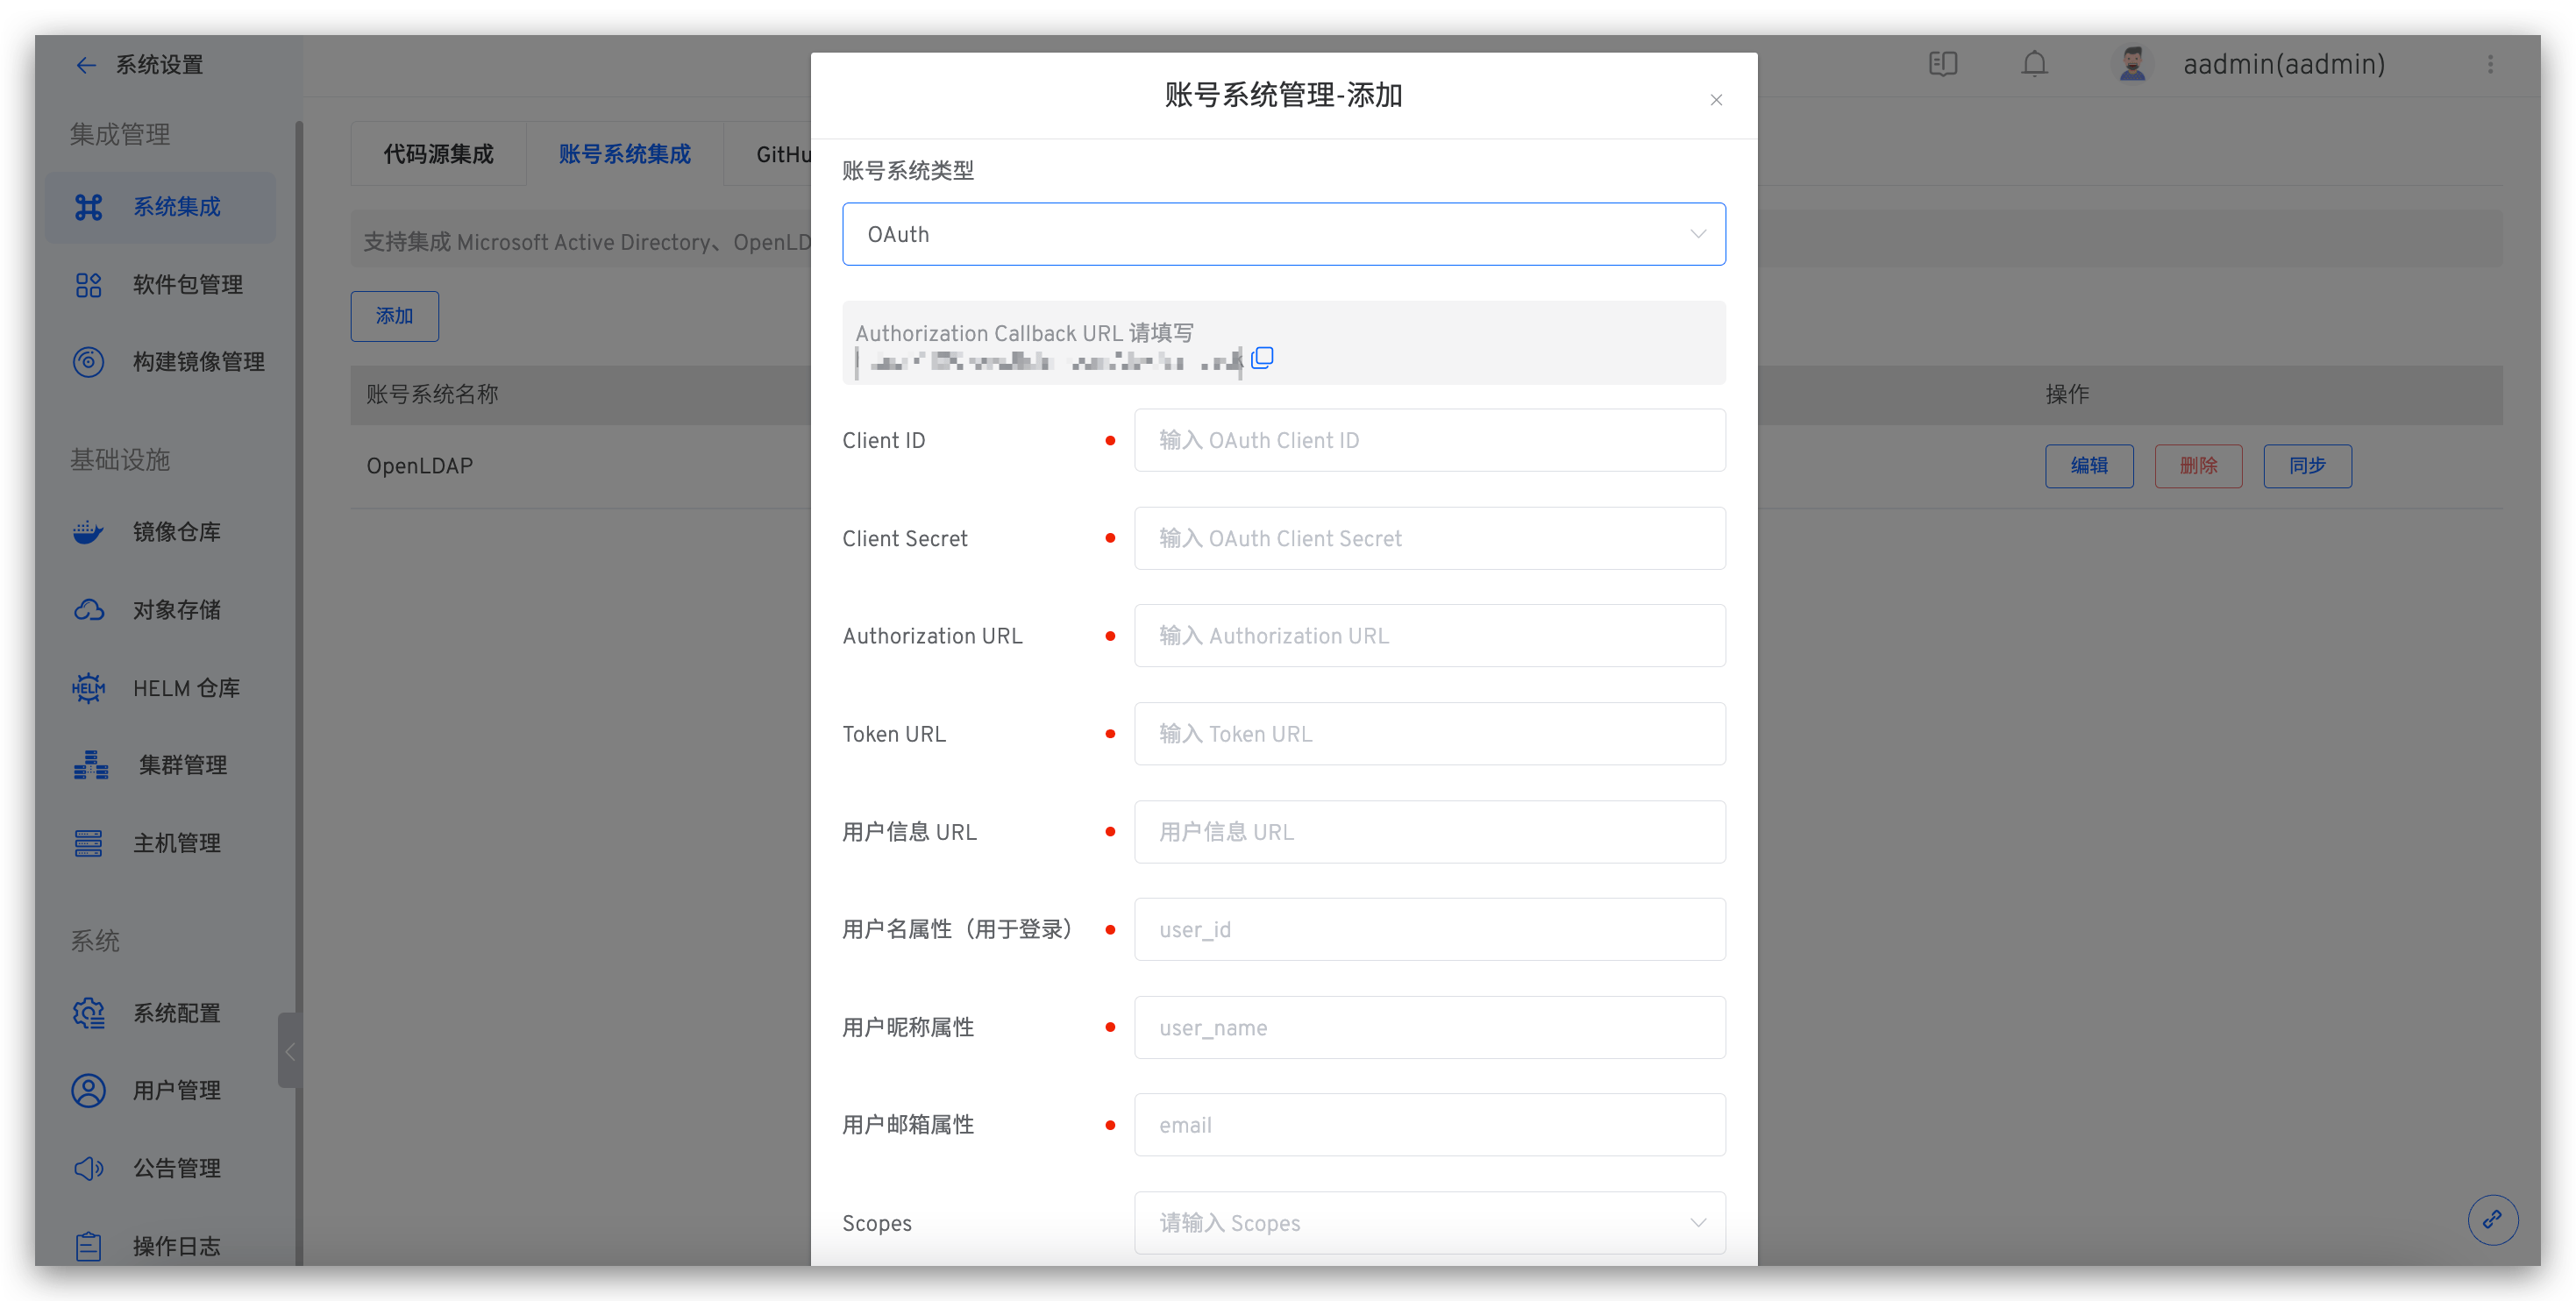 系统设置
aadmin(aadmin)
集成管理
系统集成
软件包管理
构建镜像管理
基础设施
镜像仓库
对象存储
HELM
HELM 仓库
集群管理
主机管理
系统
系统配置
用户管理
公告管理
操作日志
代码源集成
账号系统集成
GitHu
支持集成 Microsoft Active Directory、OpenLD
添加
账号系统名称
操作
OpenLDAP
编辑
删除
同步
账号系统管理-添加
账号系统类型
OAuth
Authorization Callback URL 请填写
Client ID
输入 OAuth Client ID
Client Secret
输入 OAuth Client Secret
Authorization URL
输入 Authorization URL
Token URL
输入 Token URL
用户信息 URL
用户信息 URL
用户名属性（用于登录）
user_id
用户昵称属性
user_name
用户邮箱属性
email
Scopes
请输入 Scopes